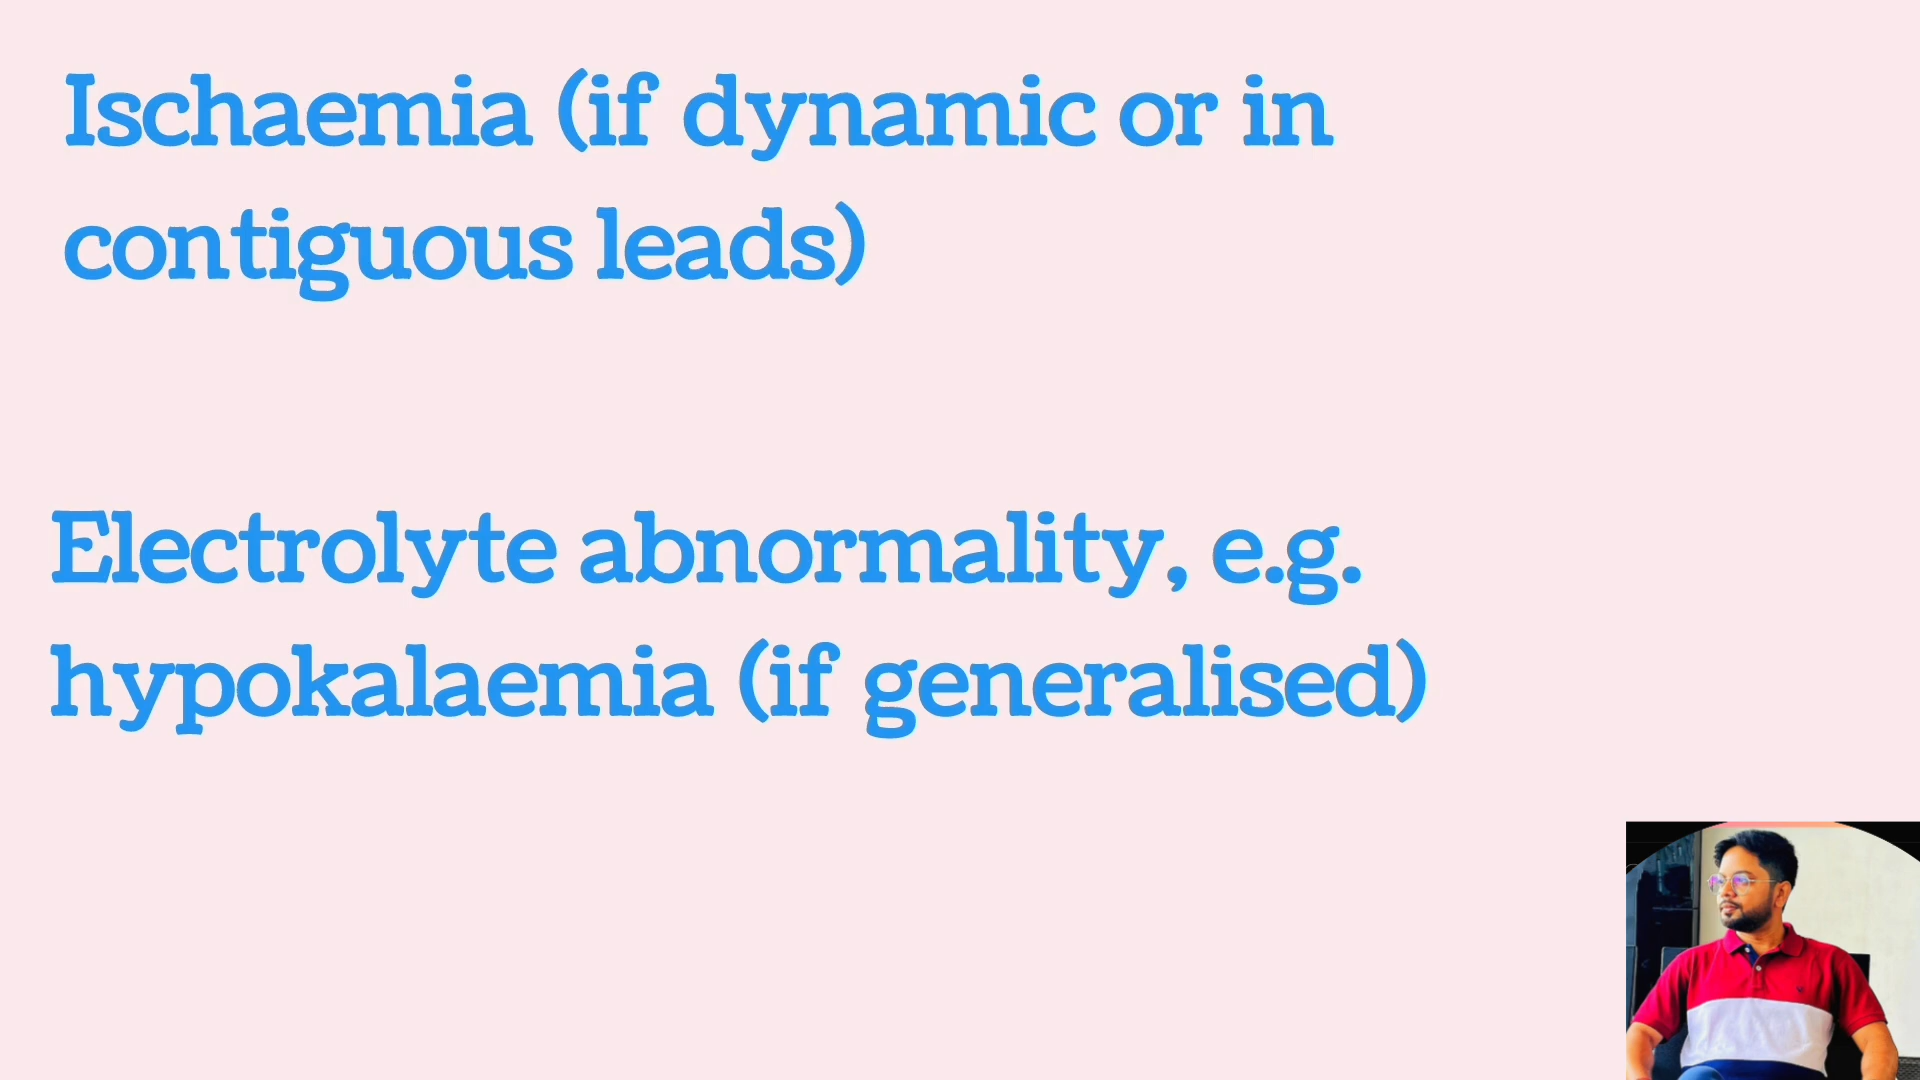 Ischaemia (if dynamic or in
contiguous leads)
Electrolyte abnormality, e.g.
hypokalaemia (if generalised)